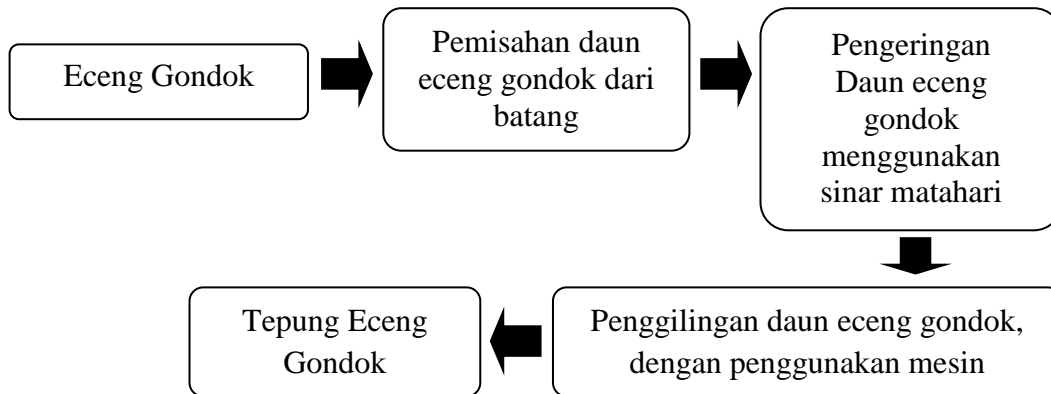 Eceng Gondok
Pemisahan daun
eceng gondok dari
batang
Pengeringan
Daun eceng
gondok
menggunakan
sinar matahari
Penggilingan daun eceng gondok,
dengan penggunakan mesin
Tepung Eceng
Gondok